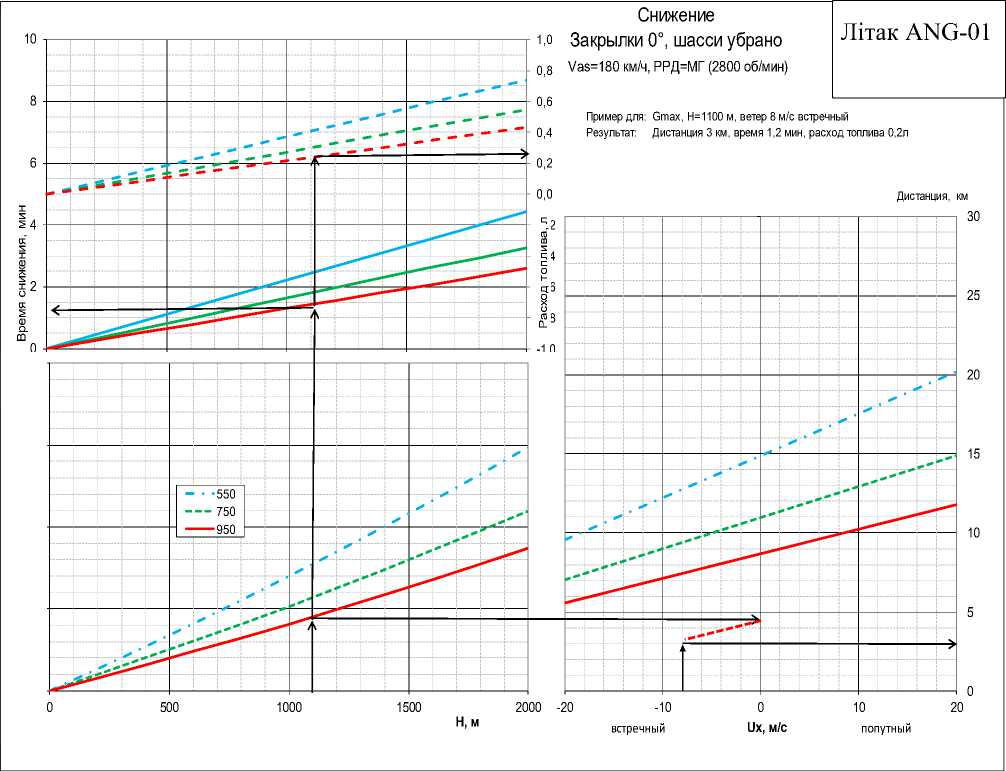 Снижение
Закрылки 0°, шасси убрано
Vas=180 км/ч, РРД=МГ (2800 об/мин)
Літак ANG-01
Пример для: Gmax, H=1100 м, ветер 8 м/с встречный
Результат: Дистанция 3 км, время 1,2 мин, расход топлива 0.2л
10
8
6
4
2
0
Время снижения, мин
1,0
0,8
0,6
0,4
0,2
0,0
-2
4
6
8
-1 0
Расход топлива, л
550
750
950
0 500 1000 1500 2000
Н, м
Дистанция, км
30
25
20
15
10
5
0
-20 -10 0 10 20
встречный Ux, м/с попутный